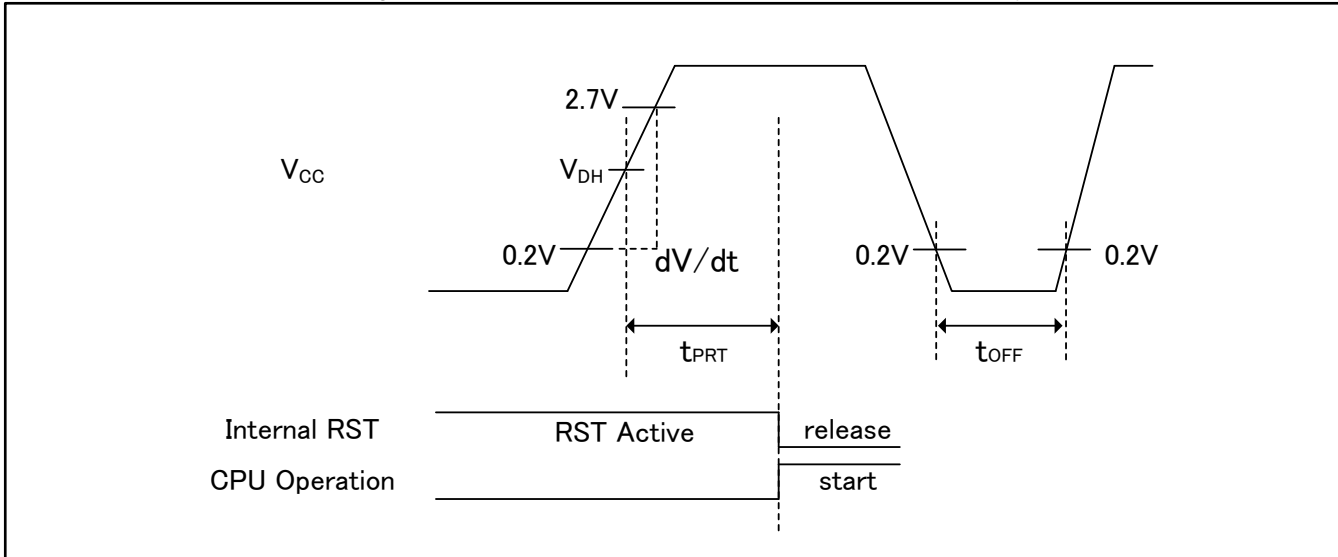 2.7V
VCC
VDH
0.2V
dV/dt
0.2V
0.2V
tPRT
tOFF
Internal RST
RST Active
release
CPU Operation
start